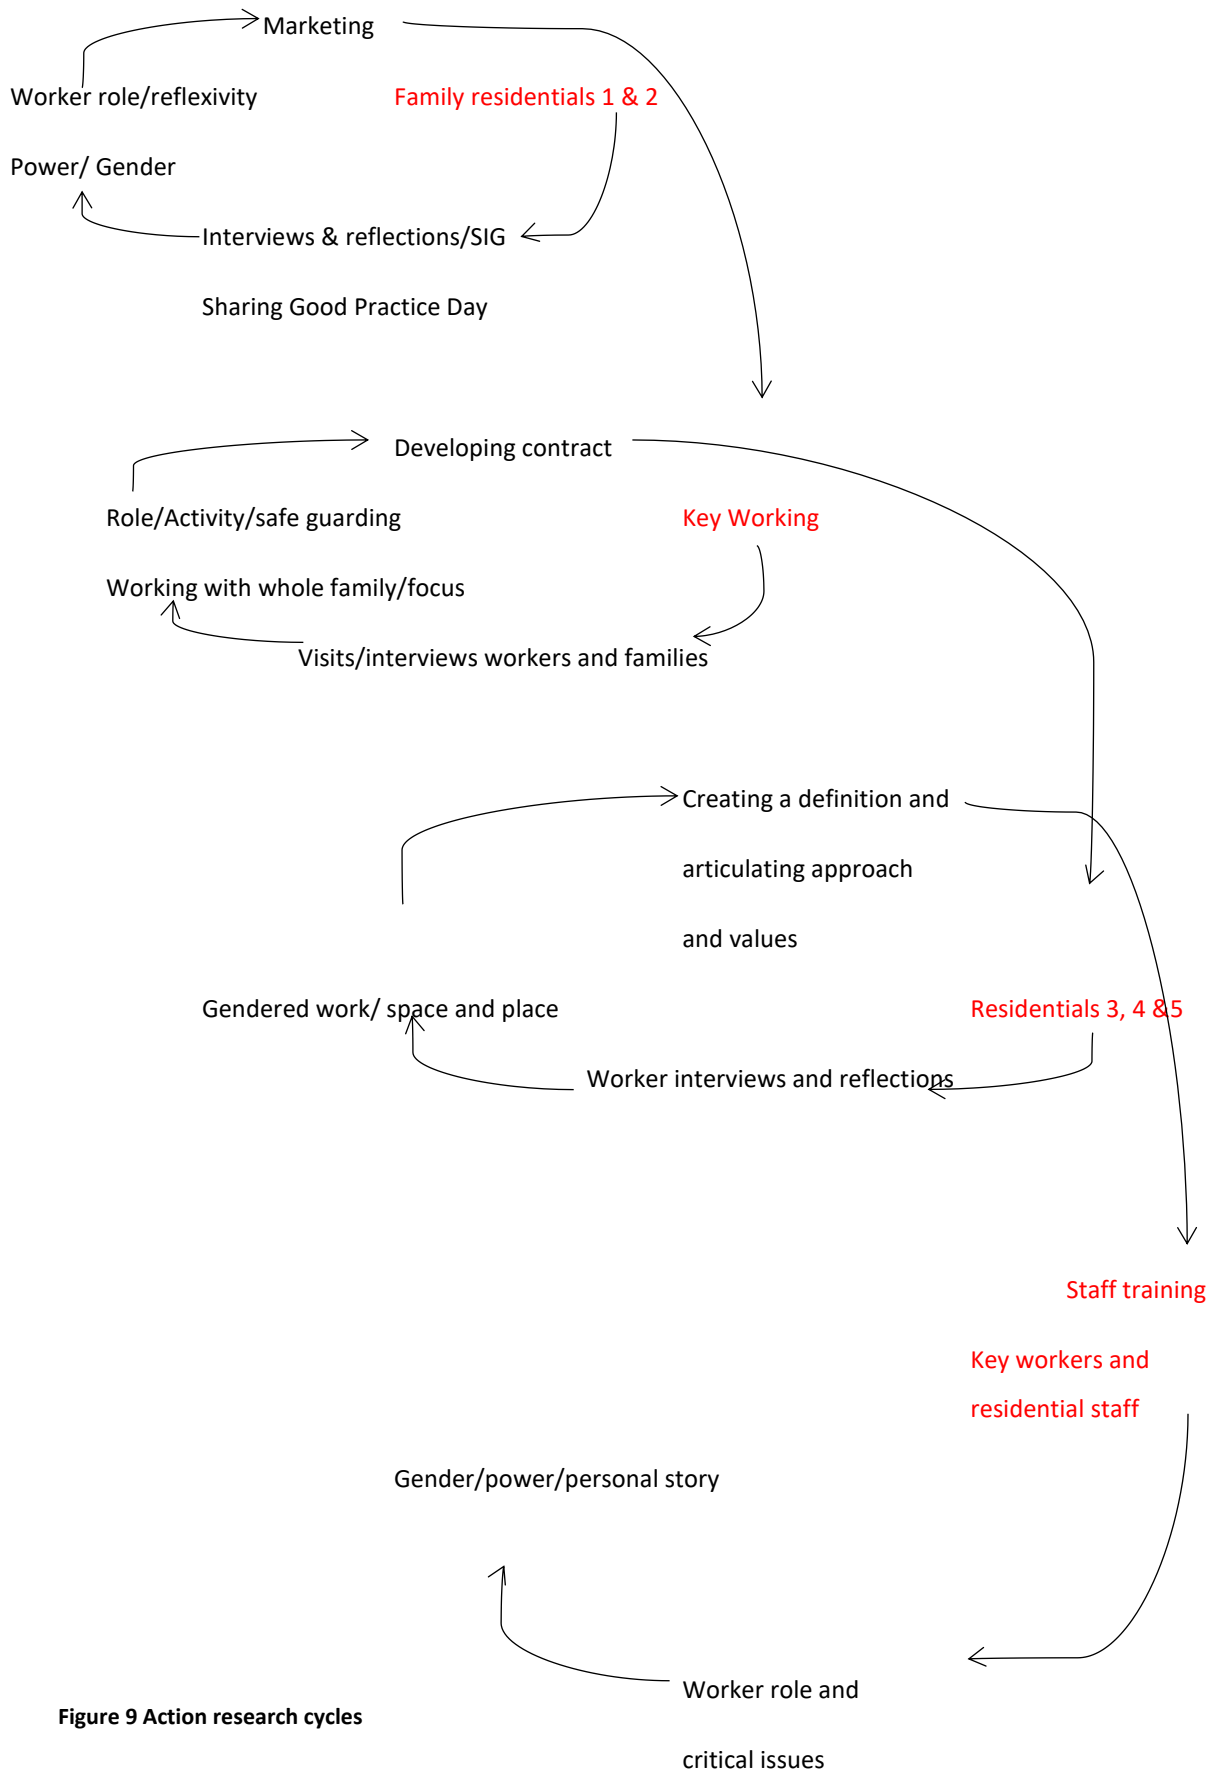 Marketing
Worker role/reflexivity
Family residentials 1 & 2
Power/ Gender
Interviews & reflections/SIG
Sharing Good Practice Day
Developing contract
Role/Activity/safe guarding
Key Working
Working with whole family/focus
Visits/interviews workers and families
Creating a definition and
articulating approach
and values
Gendered work/ space and place
Residentials 3, 4 &5
Worker interviews and reflections
Staff training
Key workers and
residential staff
Gender/power/personal story
Worker role and
critical issues
Figure 9 Action research cycles